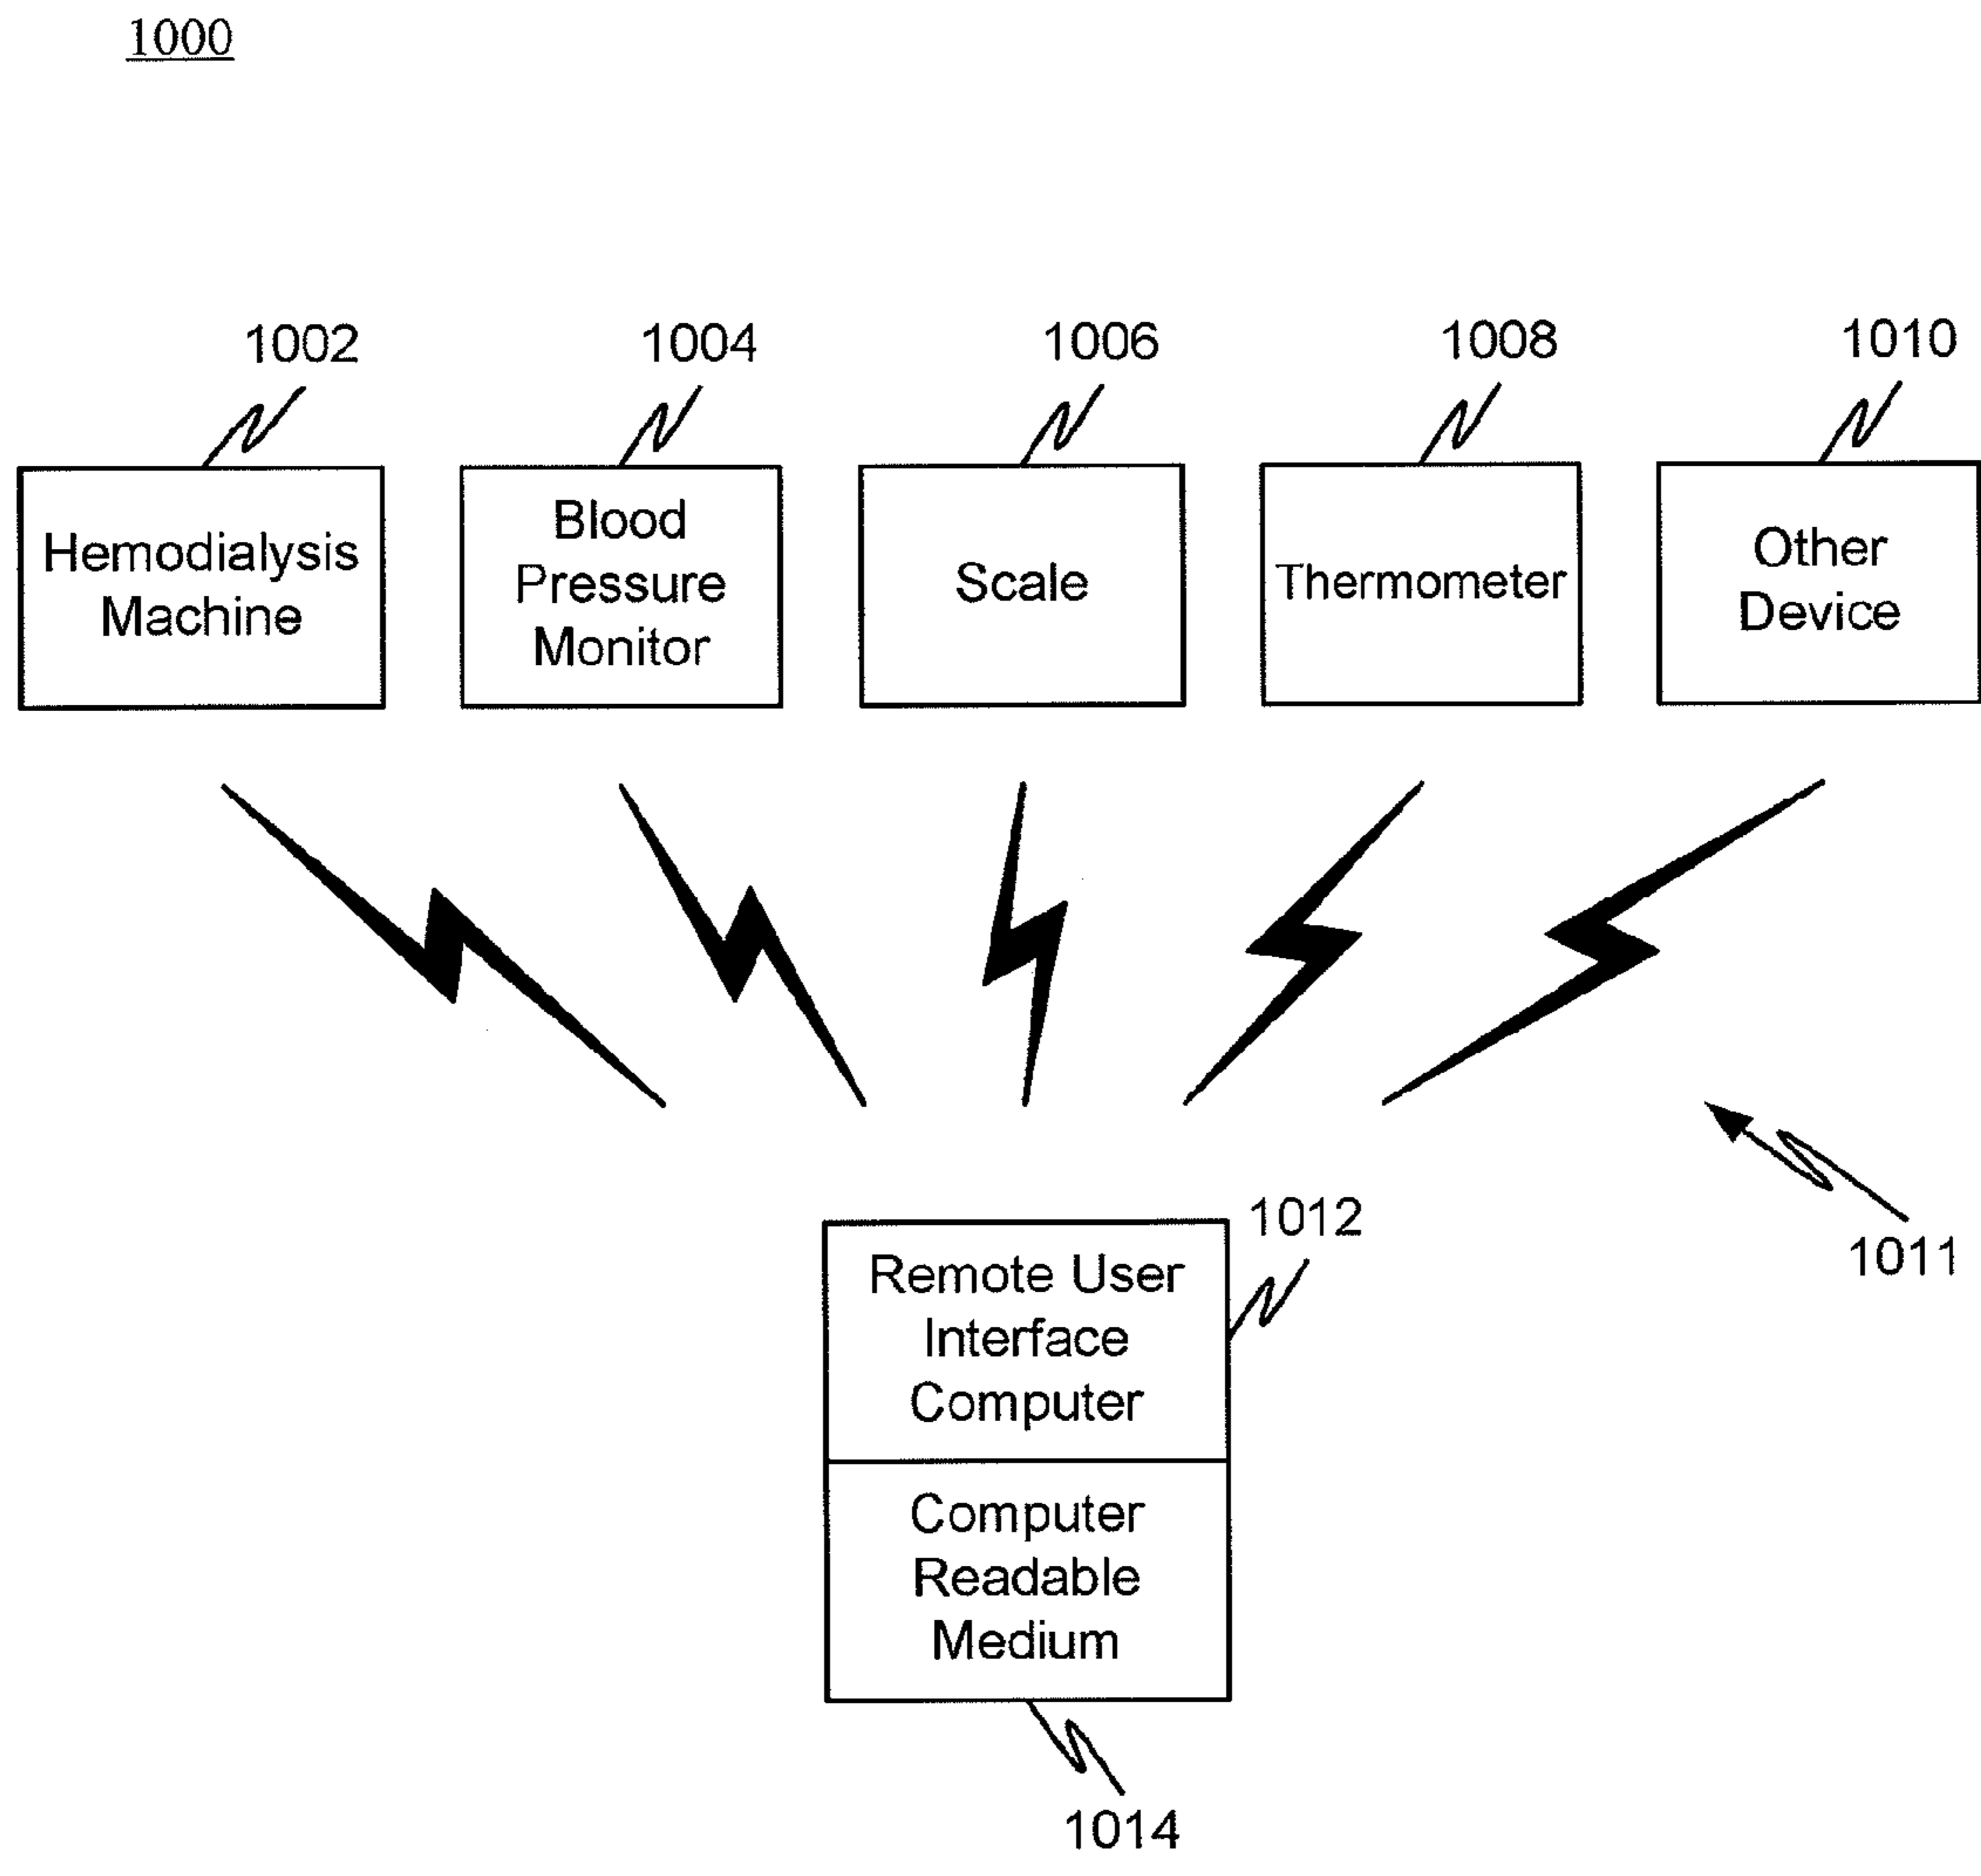 1000
1002
1004
1006
1008
1010
Hemodialysis
Machine
Blood
Pressure
Monitor
Scale
Thermometer
Other
Device
1011
1012
Remote User
Interface
Computer
Computer
Readable
Medium
1014